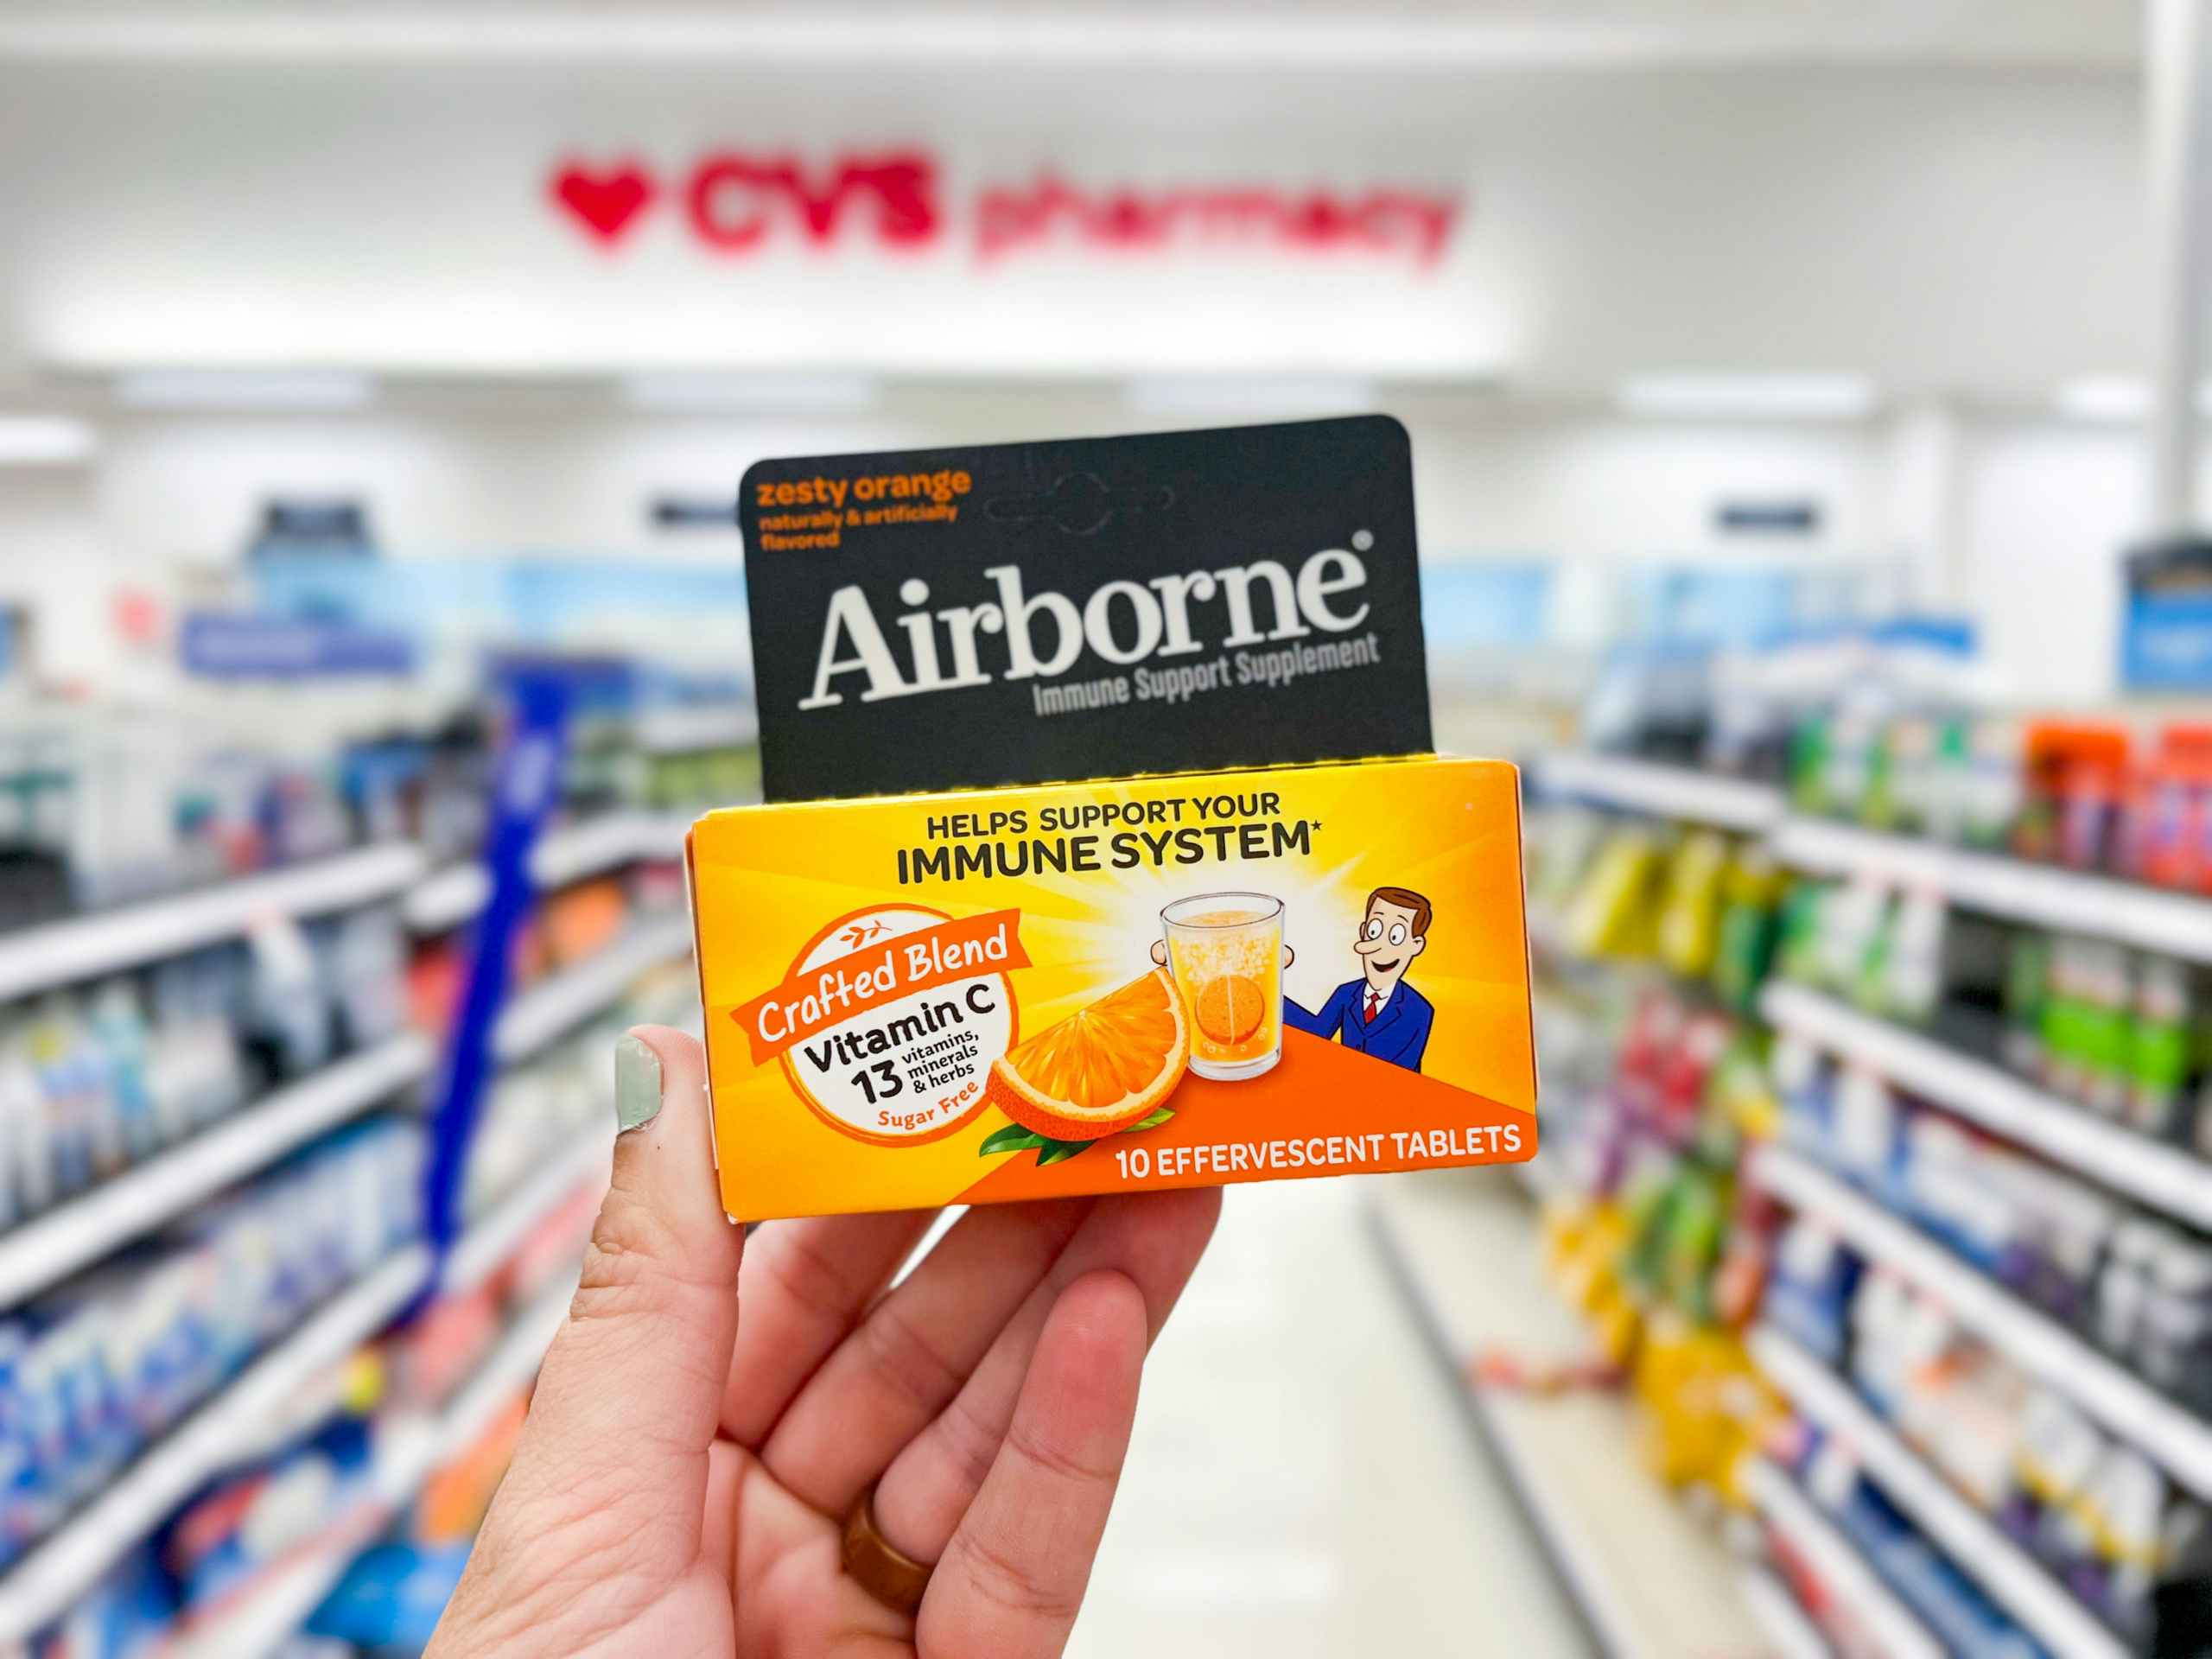 CVS pharmacy
zesty orange
naturally & artificially
flavored
Airborne®
Immune Support Supplement
HELPS SUPPORT YOUR
IMMUNE SYSTEM*
Crafted Blend
Vitamin C
13 vitamins,
minerals
& herbs
Sugar Free
10 EFFERVESCENT TABLETS